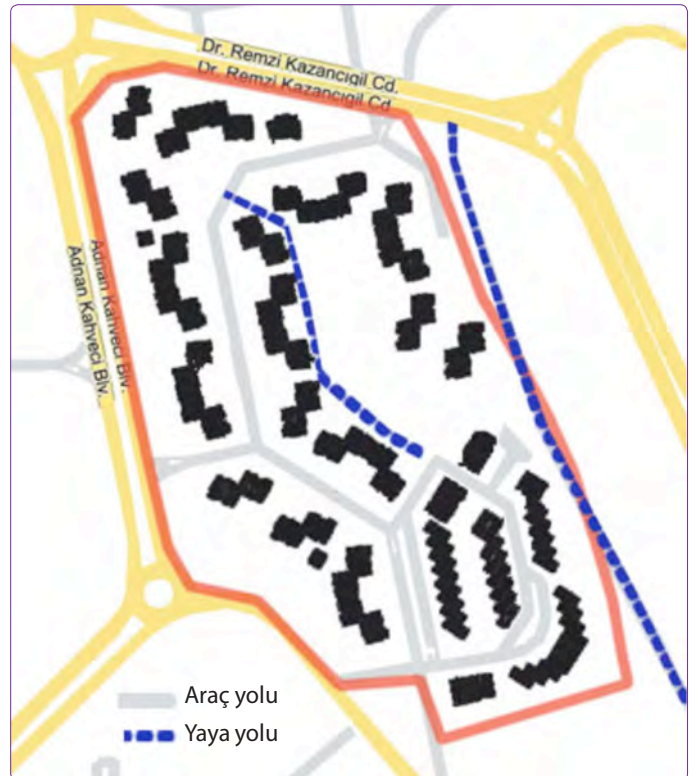 Dr. Remzi Kazancıgil Cd.
Dr. Remzi Kazancıgil Cd.
Adnan Kahveci Blv.
Adnan Kahveci Blv.
Araç yolu
Yaya yolu